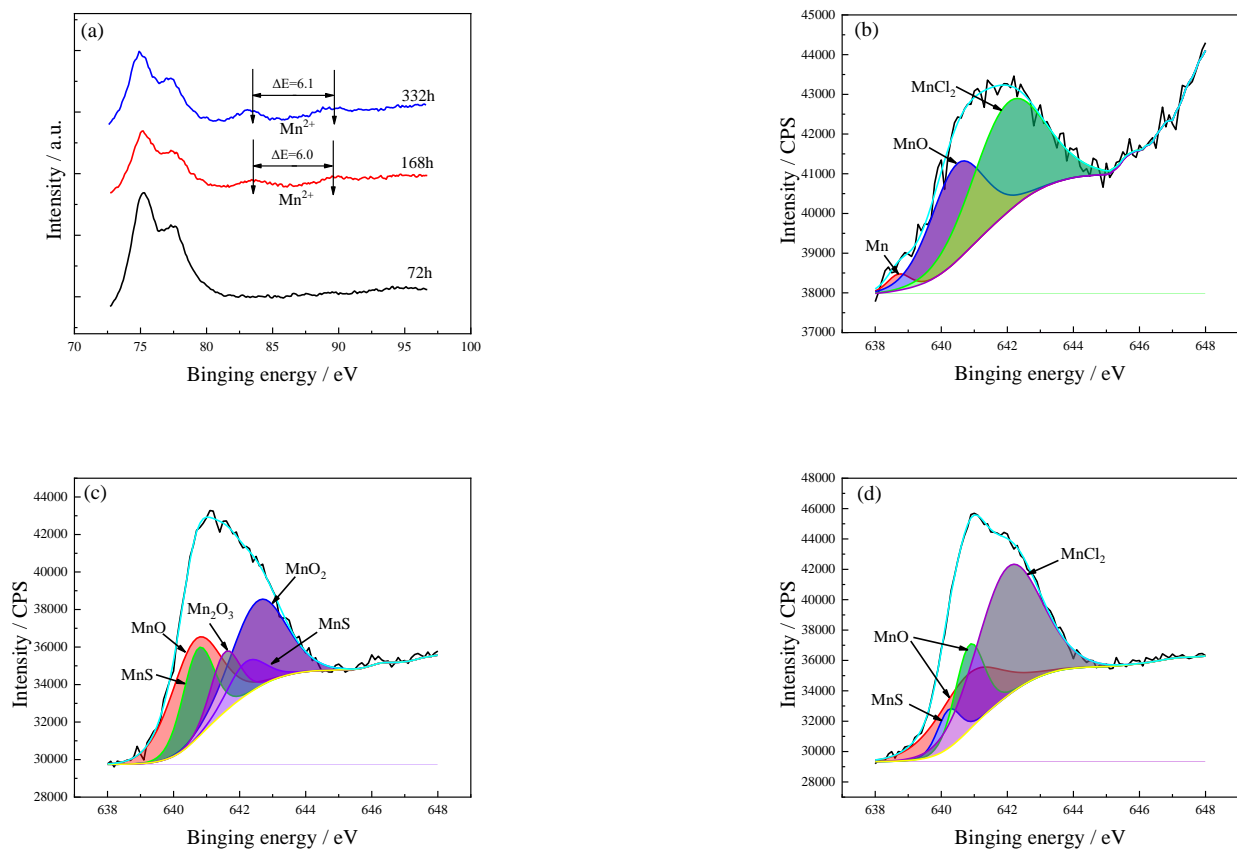 (a)
ΔE=6.1
332h
Mn2+
ΔE=6.0
168h
Mn2+
72h
Intensity / a.u.
70 75 80 85 90 95 100
Binging energy / eV
(b)
45000
44000
43000
42000
41000
40000
39000
38000
37000
MnCl2
MnO
Mn
Intensity / CPS
638 640 642 644 646 648
Binging energy / eV
(c)
44000
42000
40000
38000
36000
34000
32000
30000
28000
MnO2
Mn2O3
MnO
MnS
MnS
Intensity / CPS
638 640 642 644 646 648
Binging energy / eV
(d)
48000
46000
44000
42000
40000
38000
36000
34000
32000
30000
28000
MnCl2
MnO
MnS
Intensity / CPS
638 640 642 644 646 648
Binging energy / eV